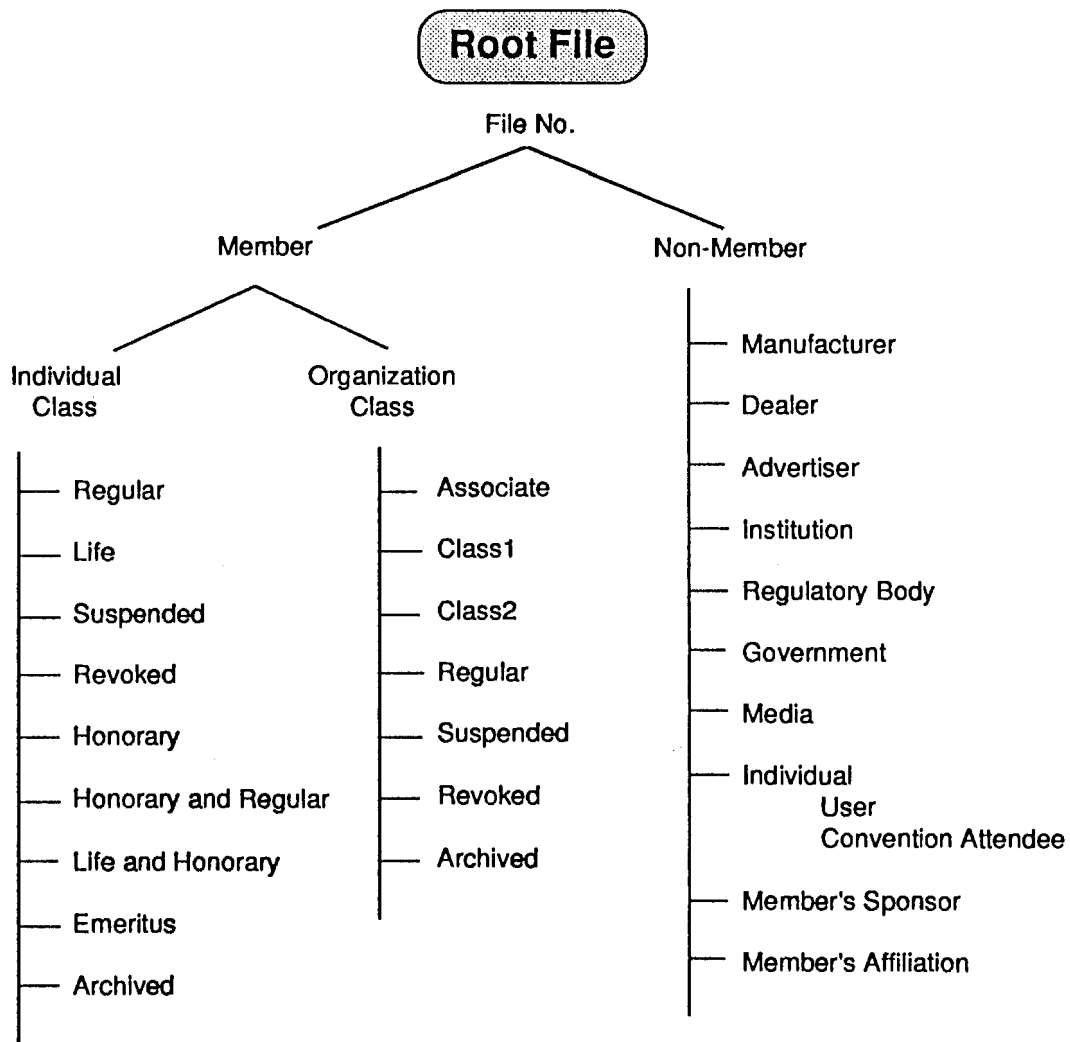 Root File
File No.
Member
Non-Member
Individual
Class
Organization
Class
Regular
Life
Suspended
Revoked
Honorary
Honorary and Regular
Life and Honorary
Emeritus
Archived
Associate
Class1
Class2
Regular
Suspended
Revoked
Archived
Manufacturer
Dealer
Advertiser
Institution
Regulatory Body
Government
Media
Individual
User
Convention Attendee
Member's Sponsor
Member's Affiliation